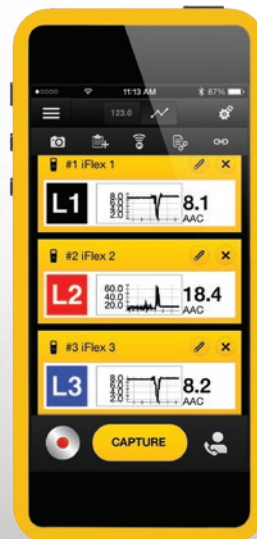 11:13 AM 87%
123.0
#1 iFlex 1
L1 8.0 6.0 4.0 2.0 8.1 AAC
#2 iFlex 2
L2 60.0 40.0 20.0 18.4 AAC
#3 iFlex 3
L3 8.0 6.0 4.0 2.0 8.2 AAC
CAPTURE